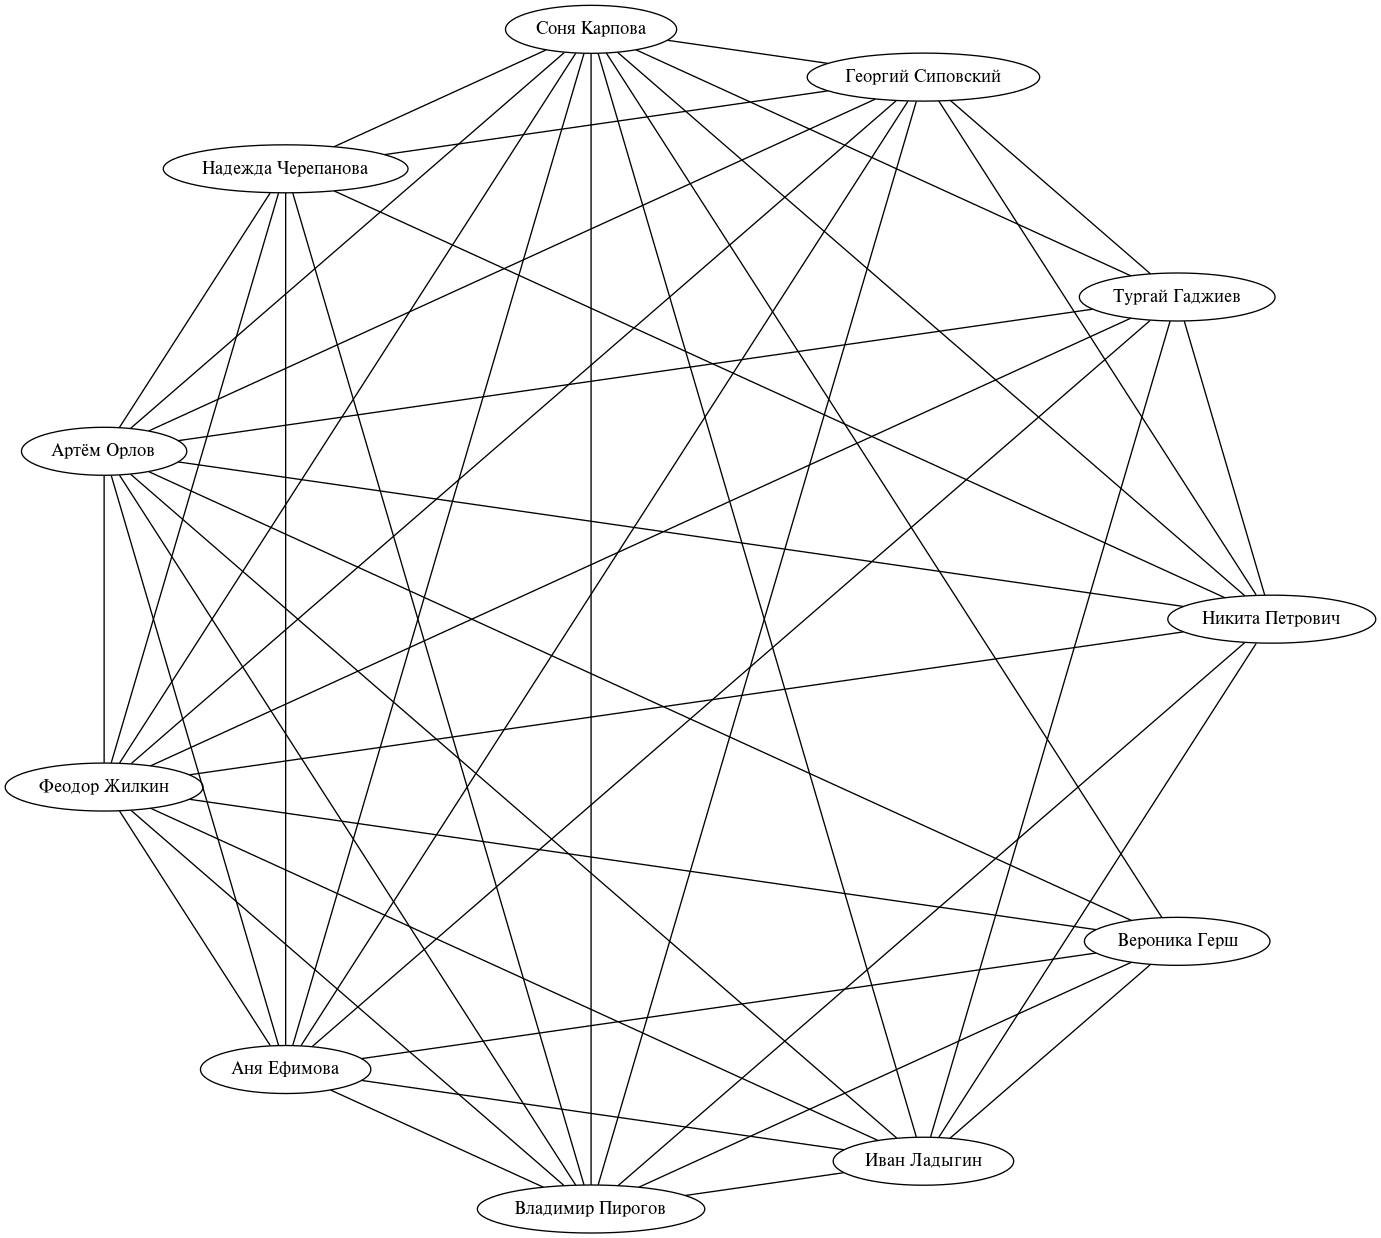 Соня Карпова
Георгий Сиповский
Надежда Черепанова
Тургай Гаджиев
Артём Орлов
Никита Петрович
Феодор Жилкин
Вероника Герш
Аня Ефимова
Иван Ладыгин
Владимир Пирогов